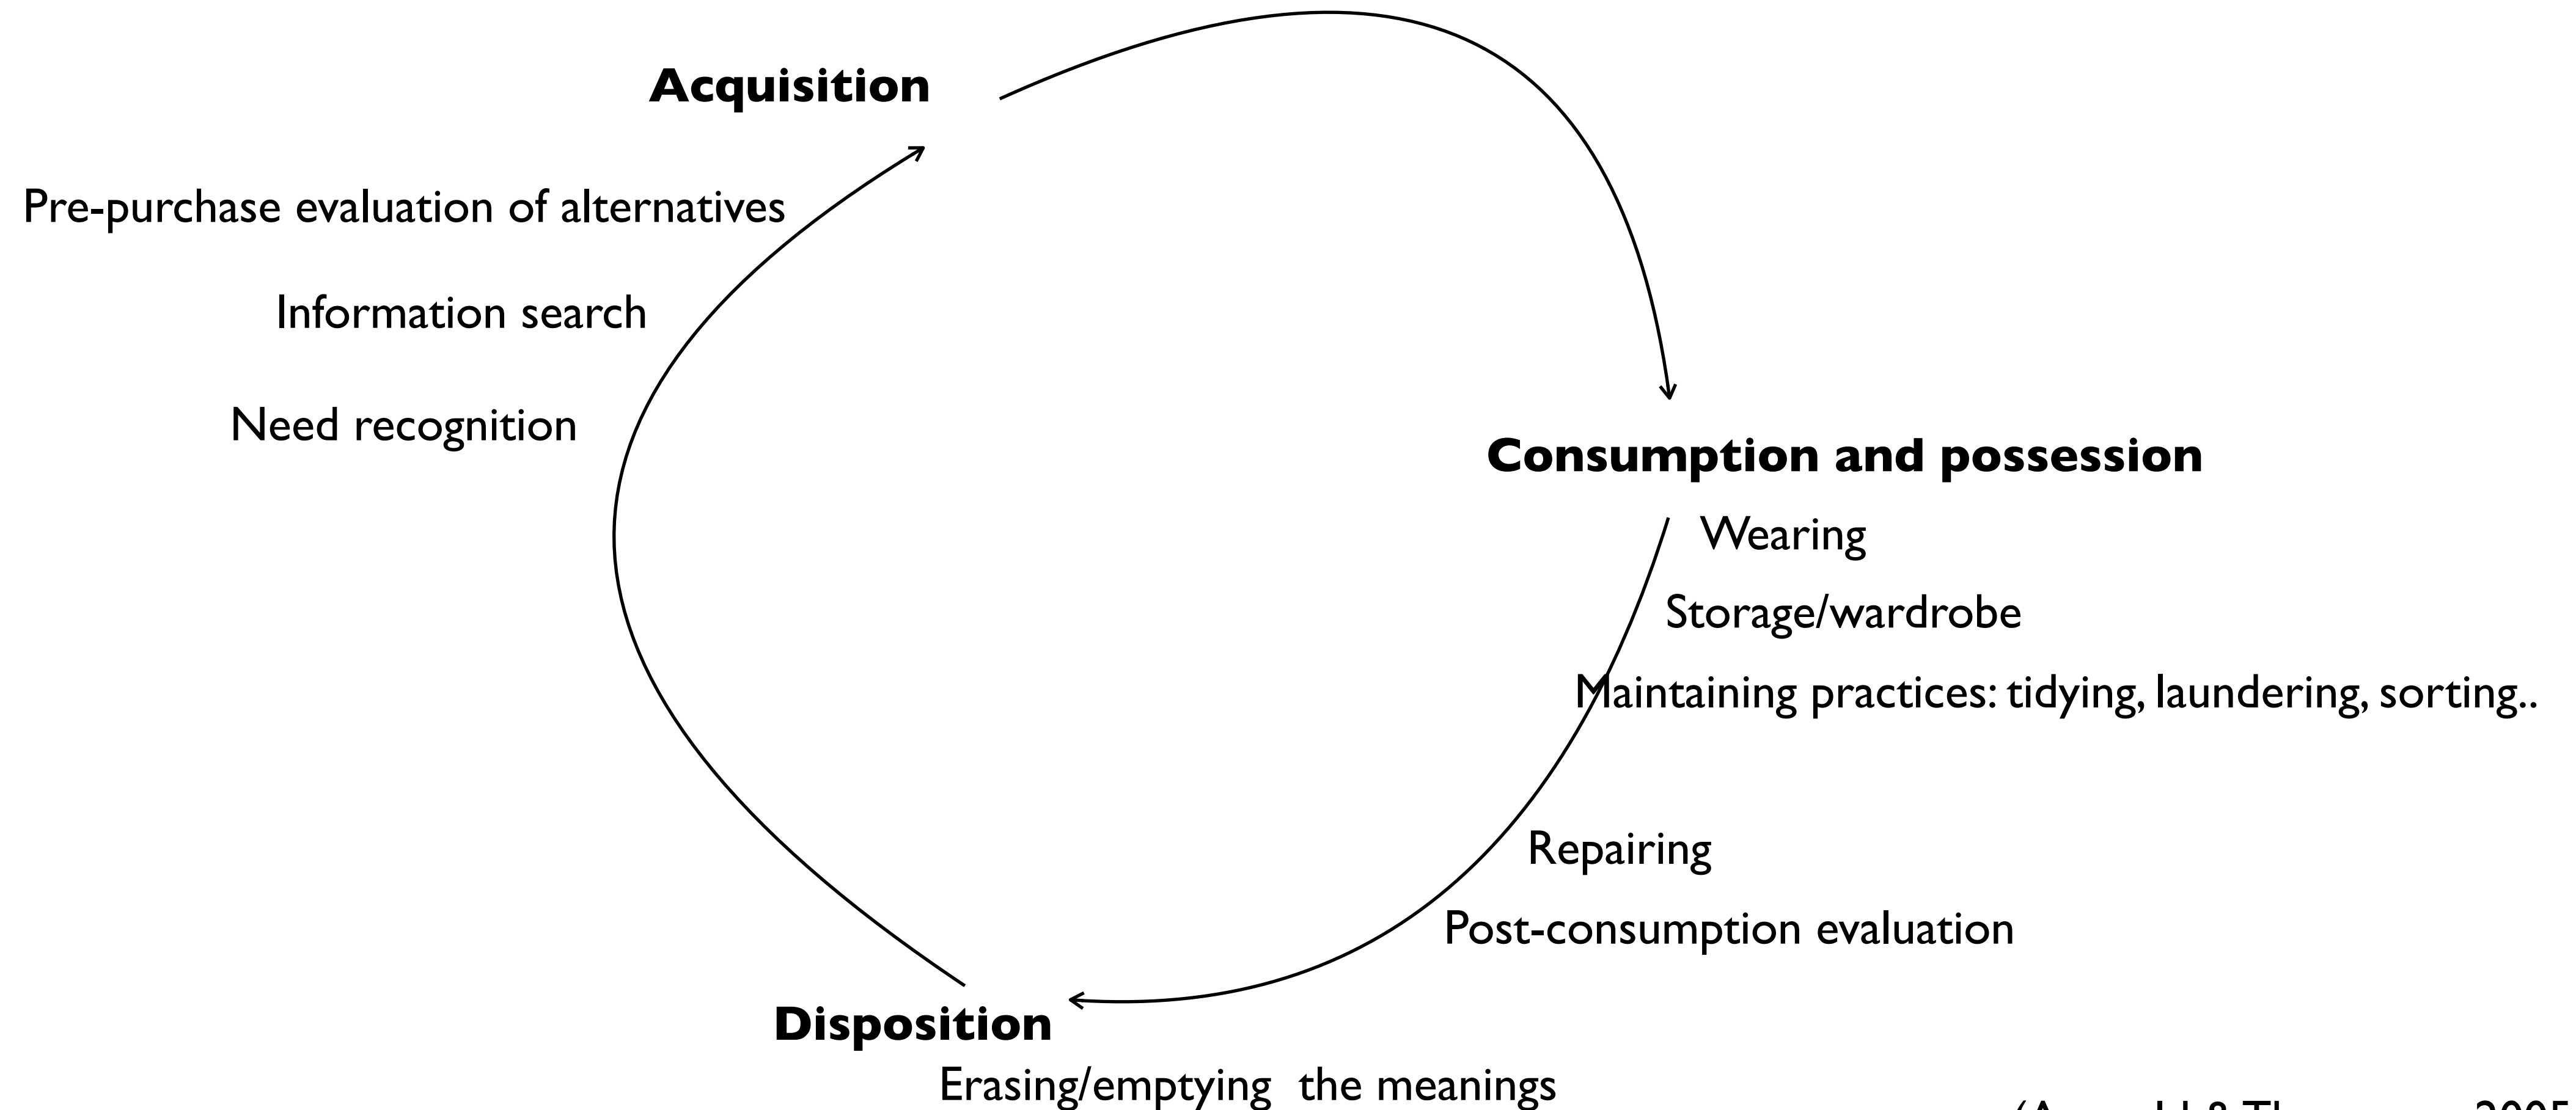 Acquisition
Pre-purchase evaluation of alternatives
Information search
Need recognition
Consumption and possession
Wearing
Storage/wardrobe
Maintaining practices: tidying, laundering, sorting..
Repairing
Post-consumption evaluation
Disposition
Erasing/emptying the meanings